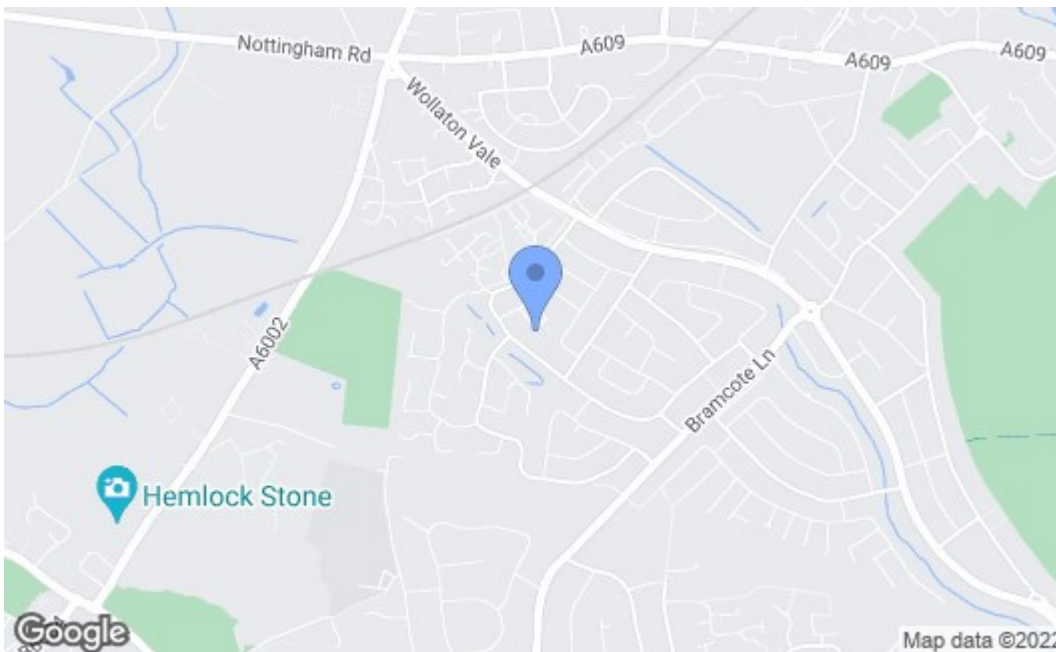 Nottingham Rd
A609
A609
A609
Wollaton Vale
A6002
Bramcote Ln
Hemlock Stone
Google
Map data ©2022